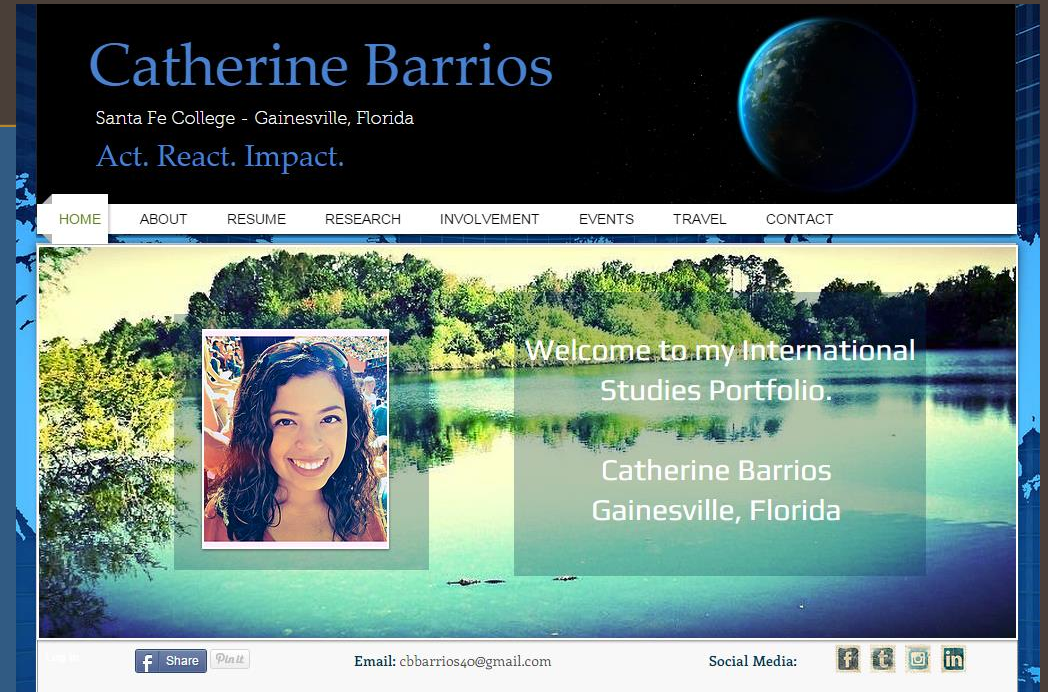 Catherine Barrios
Santa Fe College - Gainesville, Florida
Act. React. Impact.
HOME ABOUT RESUME RESEARCH INVOLVEMENT EVENTS TRAVEL CONTACT
Welcome to my International
Studies Portfolio.
Catherine Barrios
Gainesville, Florida
f Share Pin it Email: cbbarrios40@gmail.com Social Media: f t in